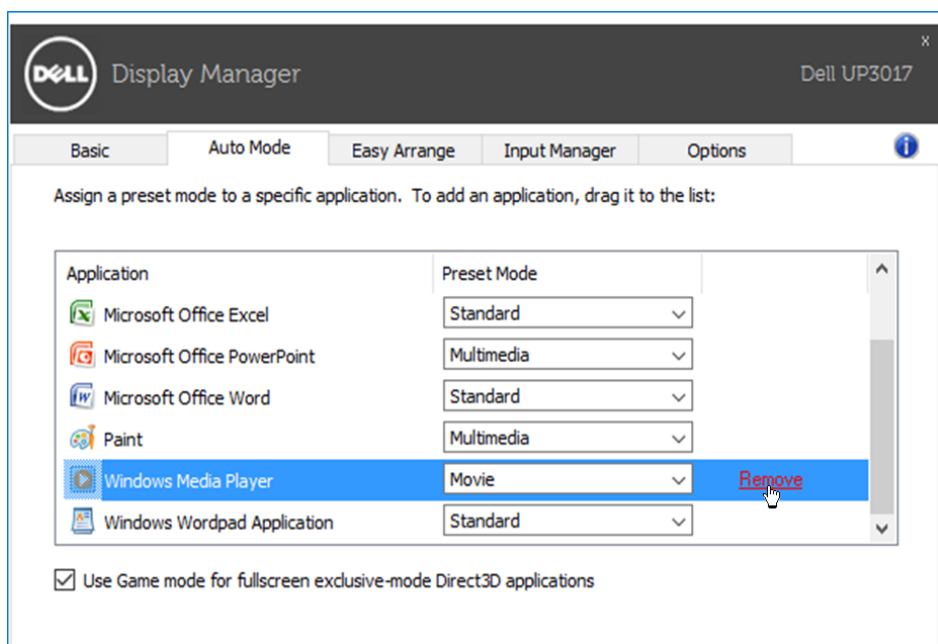 x
DELL Display Manager Dell UP3017
Basic Auto Mode Easy Arrange Input Manager Options i
Assign a preset mode to a specific application. To add an application, drag it to the list:
Application Preset Mode
Microsoft Office Excel Standard
Microsoft Office PowerPoint Multimedia
Microsoft Office Word Standard
Paint Multimedia
Windows Media Player Movie Remove
Windows Wordpad Application Standard
Use Game mode for fullscreen exclusive-mode Direct3D applications